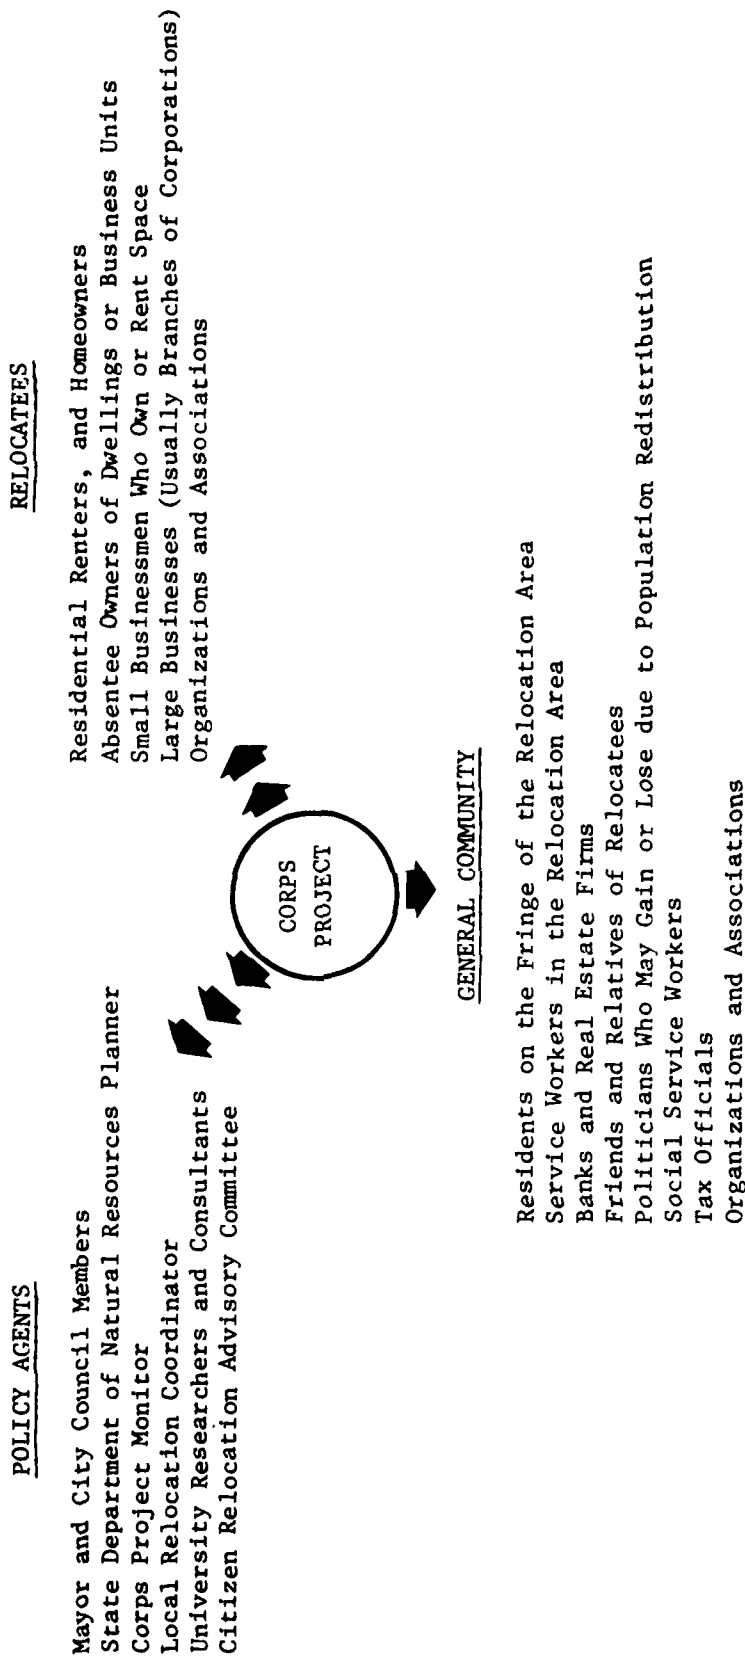 POLICY AGENTS
Mayor and City Council Members
State Department of Natural Resources Planner
Corps Project Monitor
Local Relocation Coordinator
University Researchers and Consultants
Citizen Relocation Advisory Committee
RELOCATEES
Residential Renters, and Homeowners
Absentee Owners of Dwellings or Business Units
Small Businessmen Who Own or Rent Space
Large Businesses (Usually Branches of Corporations)
Organizations and Associations
CORPS
PROJECT
GENERAL COMMUNITY
Residents on the Fringe of the Relocation Area
Service Workers in the Relocation Area
Banks and Real Estate Firms
Friends and Relatives of Relocatees
Politicians Who May Gain or Lose due to Population Redistribution
Social Service Workers
Tax Officials
Organizations and Associations